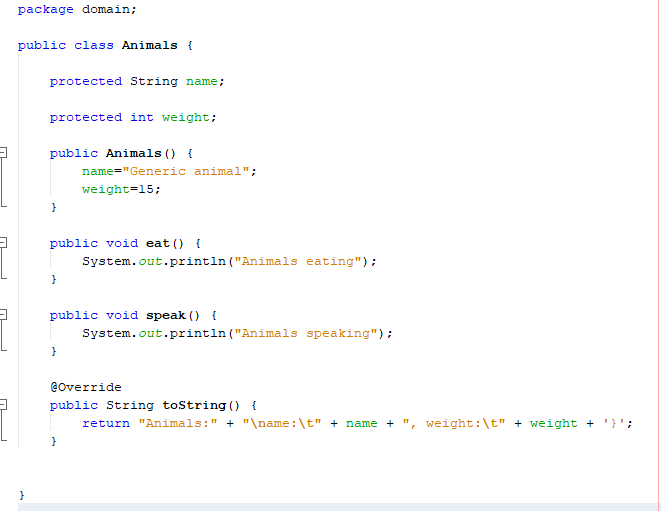 package domain;
public class Animals {
protected String name;
protected int weight;
public Animals() {
name="Generic animal";
weight=15;
}
public void eat() {
System.out.println("Animals eating");
}
public void speak() {
System.out.println("Animals speaking");
}
@Override
public String toString() {
return "Animals:" + "\name:\t" + name + ", weight:\t" + weight + '}';
}
}